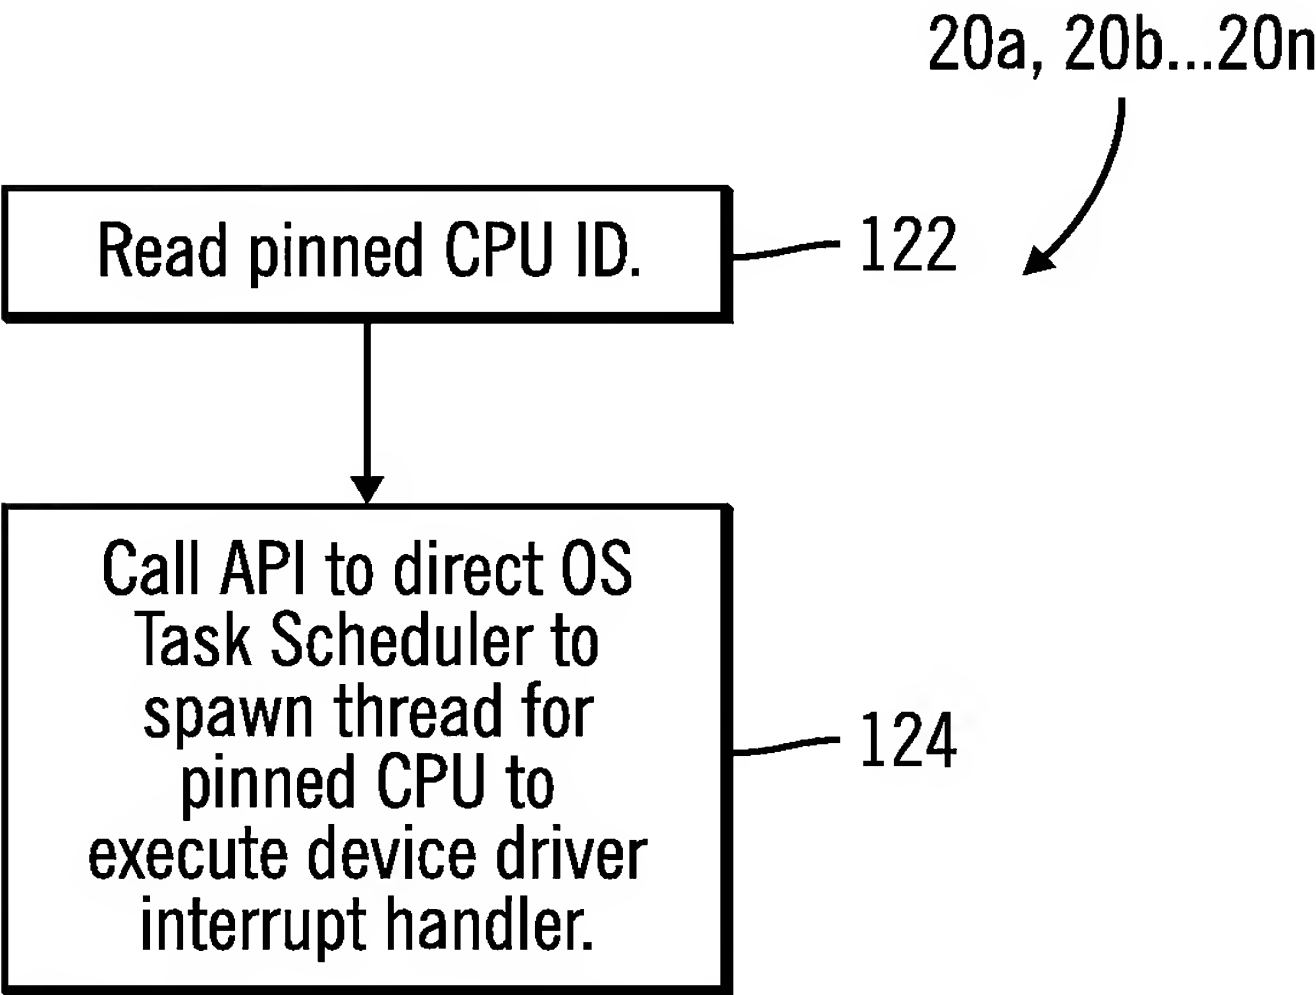 20a, 20b...20n
Read pinned CPU ID.
122
Call API to direct OS
Task Scheduler to
spawn thread for
pinned CPU to
execute device driver
interrupt handler.
124